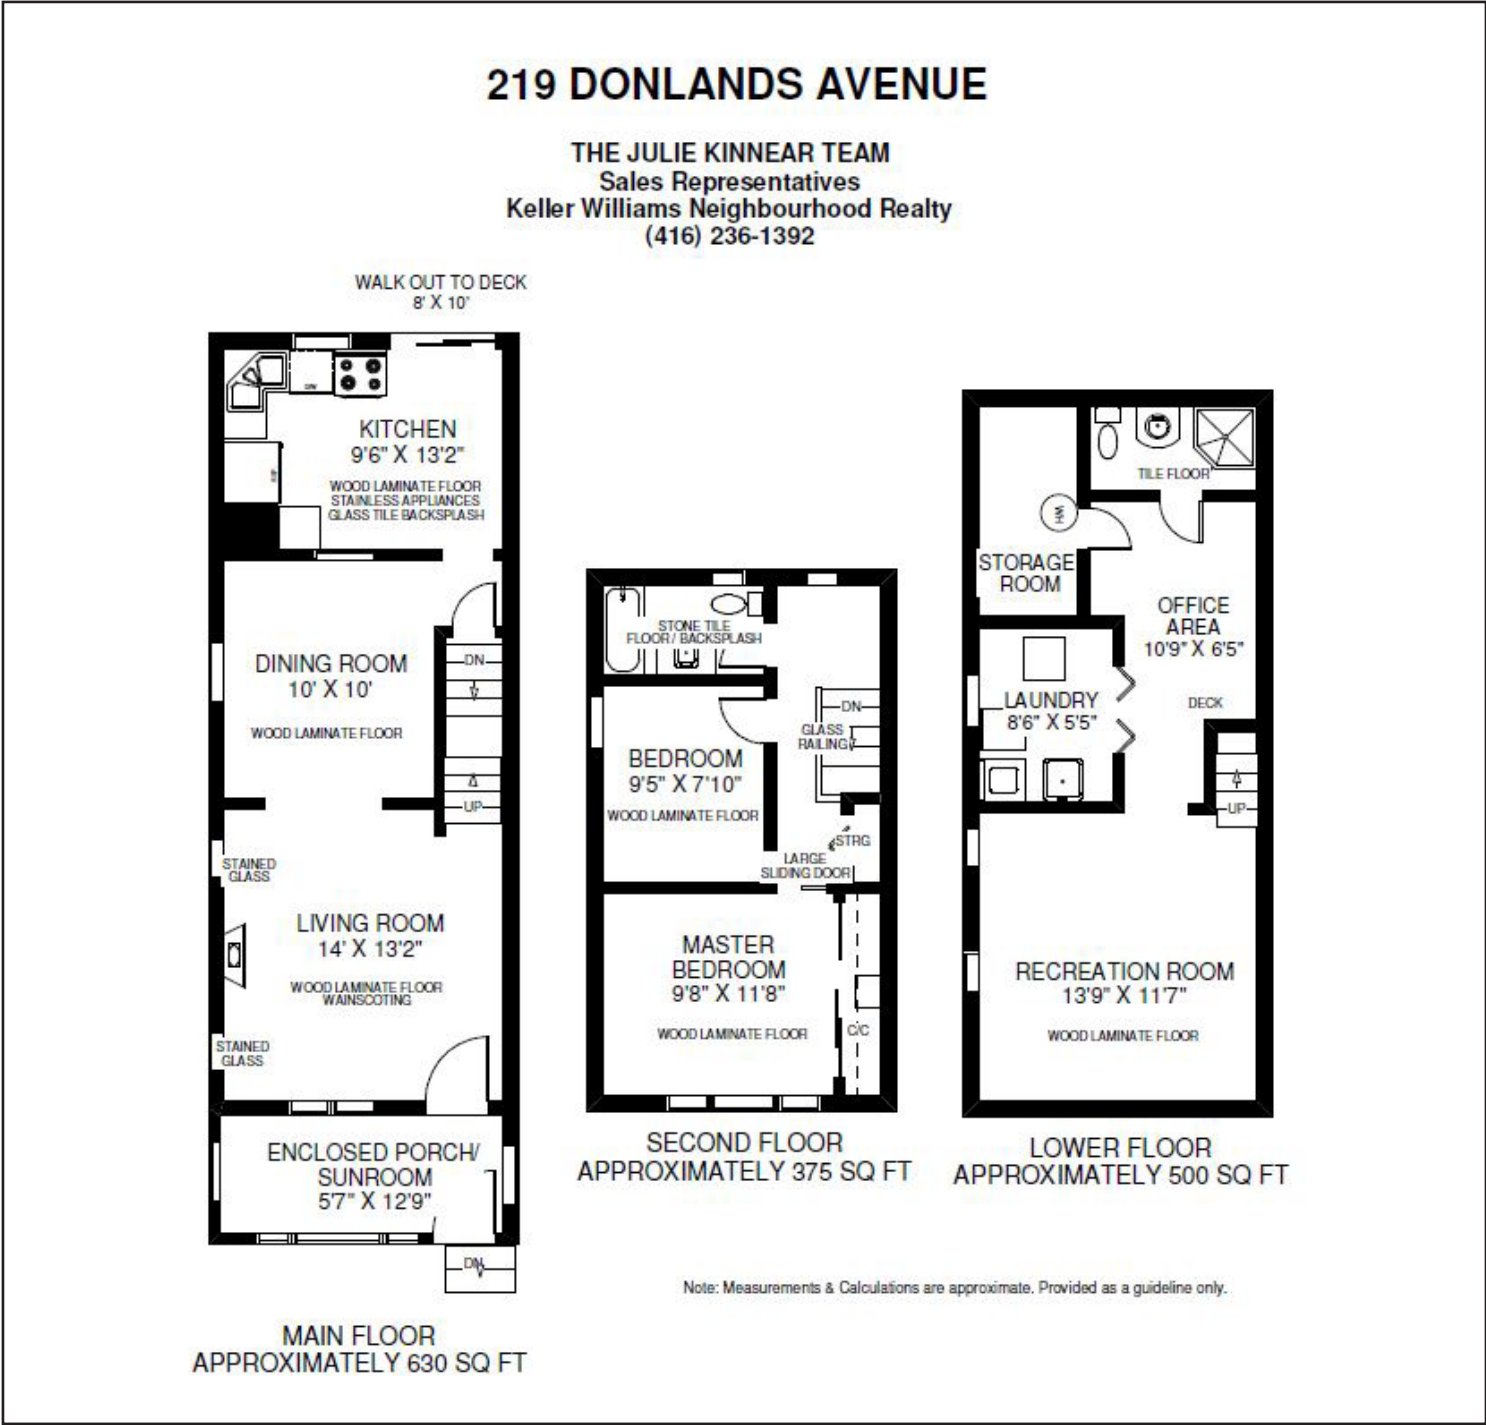 219 DONLANDS AVENUE
THE JULIE KINNEAR TEAM
Sales Representatives
Keller Williams Neighbourhood Realty
(416) 236-1392
WALK OUT TO DECK
8' X 10'
DW
KITCHEN
9'6" X 13'2"
WOOD LAMINATE FLOOR
STAINLESS APPLIANCES
GLASS TILE BACKSPLASH
DINING ROOM
10' X 10'
WOOD LAMINATE FLOOR
DN
UP
STAINED
GLASS
LIVING ROOM
14' X 13'2"
WOOD LAMINATE FLOOR
WAINSCOTING
STAINED
GLASS
ENCLOSED PORCH/
SUNROOM
5'7" X 12'9"
DN
MAIN FLOOR
APPROXIMATELY 630 SQ FT
STONE TILE
FLOOR / BACKSPLASH
DN
GLASS
RAILING
BEDROOM
9'5" X 7'10"
WOOD LAMINATE FLOOR
STRG
LARGE
SLIDING DOOR
MASTER
BEDROOM
9'8" X 11'8"
WOOD LAMINATE FLOOR
C/C
SECOND FLOOR
APPROXIMATELY 375 SQ FT
TILE FLOOR
WH
STORAGE
ROOM
OFFICE
AREA
10'9" X 6'5"
LAUNDRY
8'6" X 5'5"
DECK
UP
RECREATION ROOM
13'9" X 11'7"
WOOD LAMINATE FLOOR
LOWER FLOOR
APPROXIMATELY 500 SQ FT
Note: Measurements & Calculations are approximate. Provided as a guideline only.